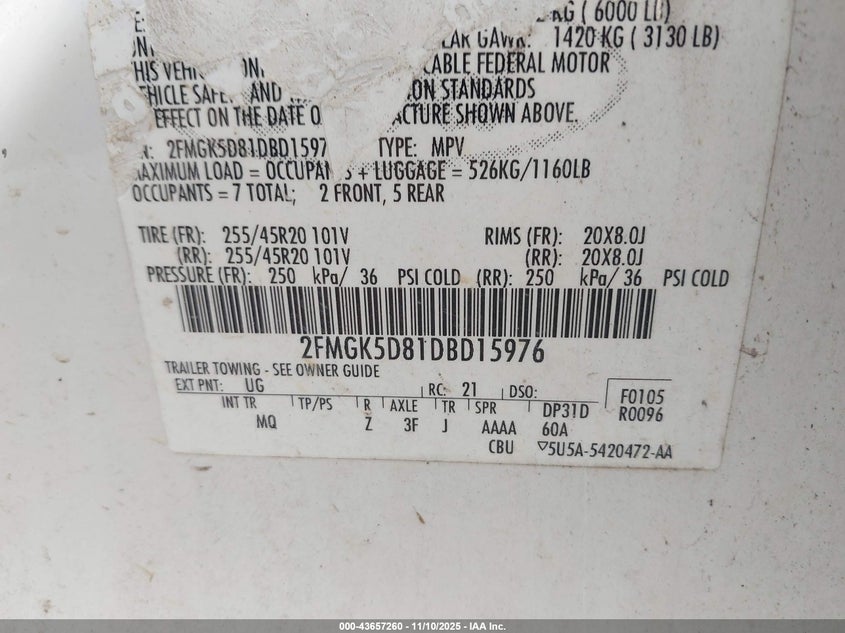 KG ( 6000 LB)
GAWR: 1420 KG ( 3130 LB)
FEDERAL MOTOR
AND STANDARDS
EFFECT ON THE DATE SHOWN ABOVE.
2FMGK5D81DBD1597 TYPE: MPV
MAXIMUM LOAD = OCCUPANTS + LUGGAGE = 526KG/1160LB
OCCUPANTS = 7 TOTAL; 2 FRONT, 5 REAR
TIRE (FR): 255/45R20 101V RIMS (FR): 20X8.0J
(RR): 255/45R20 101V (RR): 20X8.0J
PRESSURE (FR): 250 kPa/ 36 PSI COLD (RR): 250 kPa/ 36 PSI COLD
2FMGK5D81DBD15976
TRAILER TOWING - SEE OWNER GUIDE
EXT PNT: UG RC: 21 DSO: F0105
INT TR TP/PS R AXLE TR SPR DP31D R0096
MQ Z 3F J AAAA 60A
CBU 5U5A-5420472-AA
000-43657260 - 11/10/2025 - IAA Inc.